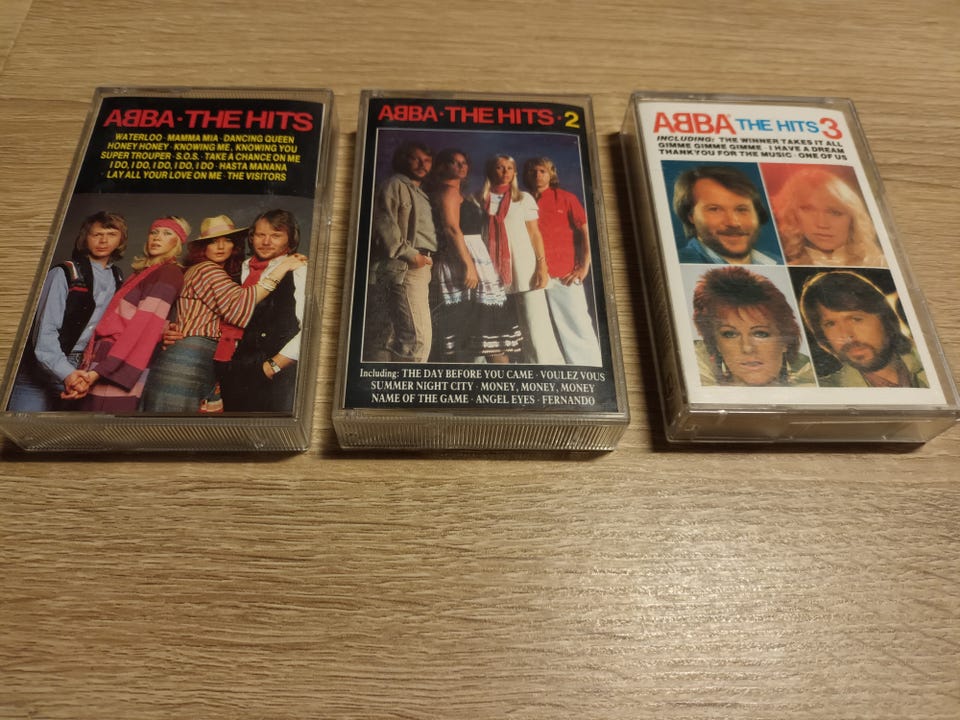 ABBA · THE HITS
WATERLOO · MAMMA MIA · DANCING QUEEN
HONEY HONEY · KNOWING ME, KNOWING YOU
SUPER TROUPER · S.O.S. · TAKE A CHANCE ON ME
I DO, I DO, I DO, I DO, I DO · HASTA MANANA
LAY ALL YOUR LOVE ON ME · THE VISITORS
ABBA · THE HITS · 2
Including: THE DAY BEFORE YOU CAME · VOULEZ VOUS
SUMMER NIGHT CITY · MONEY, MONEY, MONEY
NAME OF THE GAME · ANGEL EYES · FERNANDO
ABBA THE HITS 3
INCLUDING: THE WINNER TAKES IT ALL
GIMME GIMME GIMME · I HAVE A DREAM
THANK YOU FOR THE MUSIC · ONE OF US